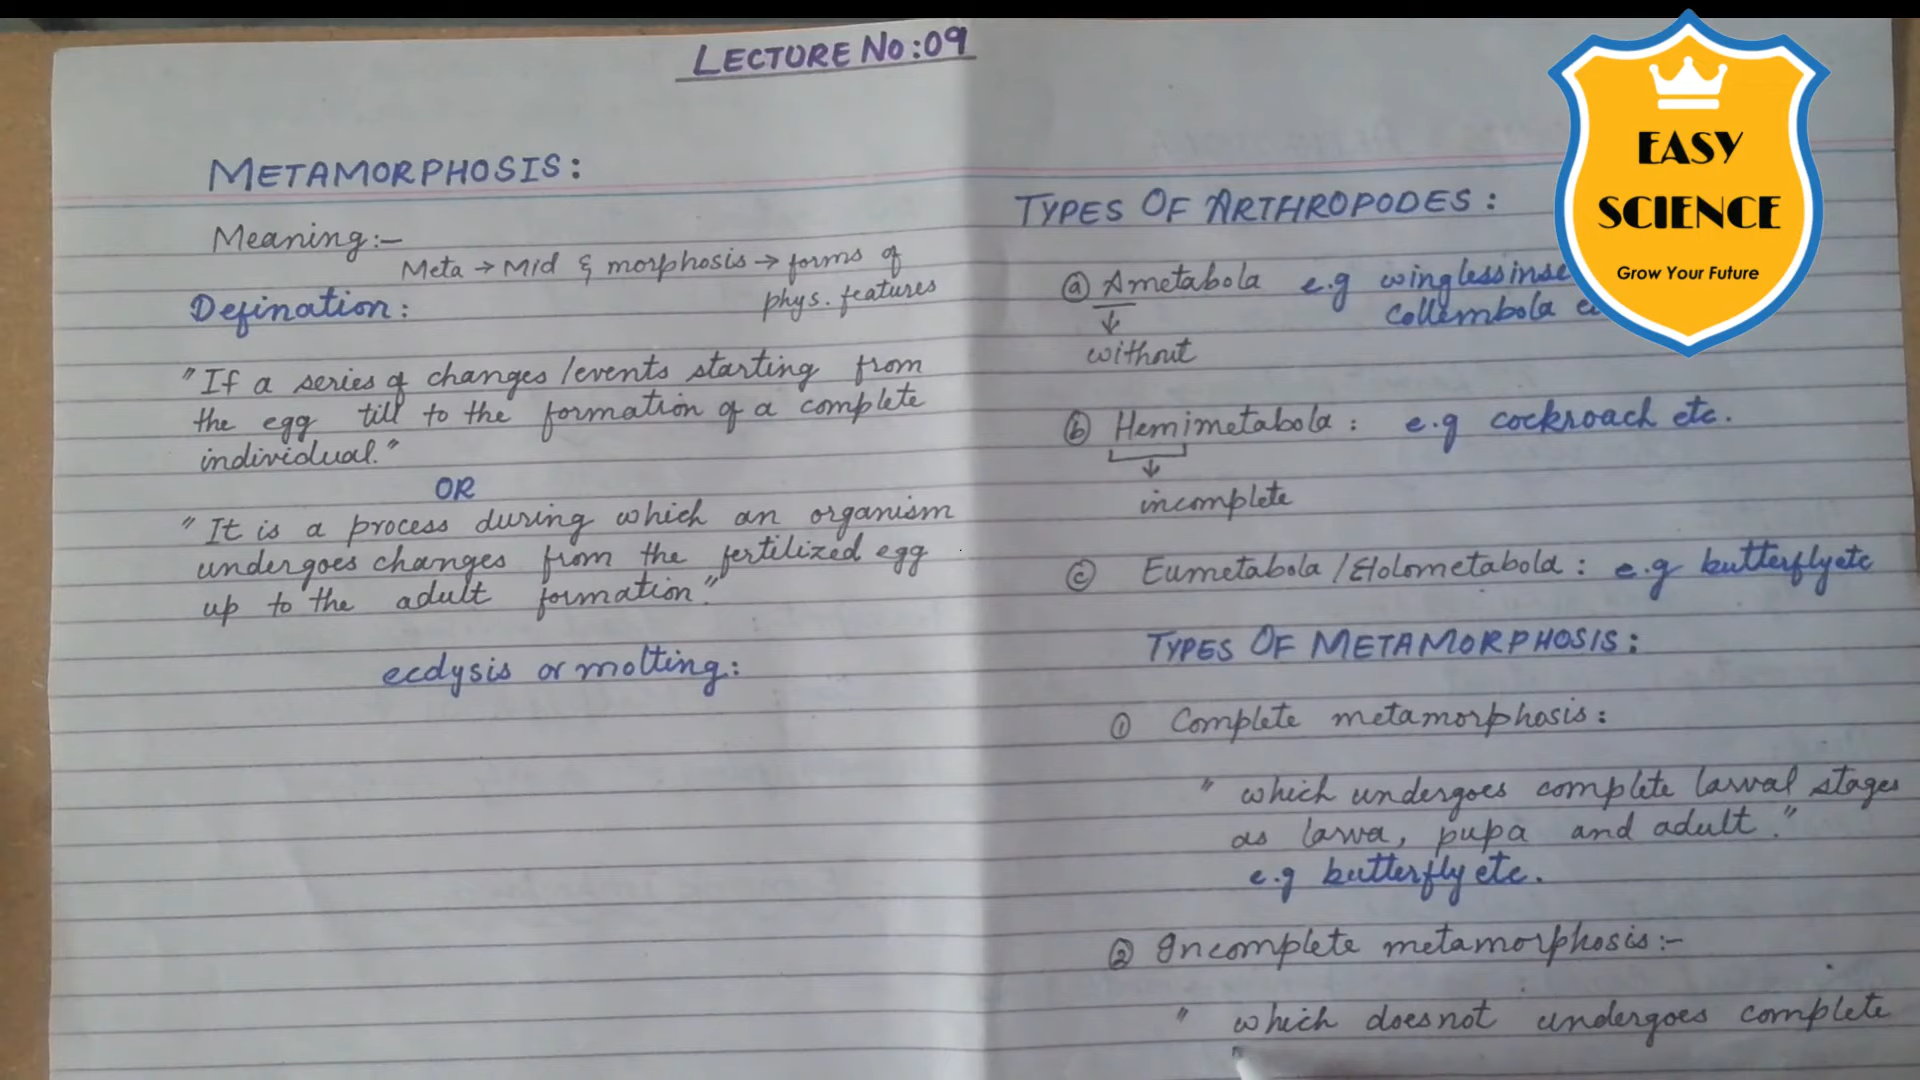 LECTURE No:09
METAMORPHOSIS:
Meaning:-
Meta → Mid & morphosis → forms of
phys. features
Defination:
"If a series of changes/events starting from
the egg till to the formation of a complete
individual."
OR
"It is a process during which an organism
undergoes changes from the fertilized egg
up to the adult formation."
ecdysis or molting:
TYPES OF ARTHROPODES:
(a) Ametabola e.g wingless inse
collembola e
↓
without
(b) Hemimetabola: e.g cockroach etc.
↓
incomplete
(c) Eumetabola/Holometabola: e.g butterfly etc
TYPES OF METAMORPHOSIS:
① Complete metamorphosis:
"which undergoes complete larval stages
as larva, pupa and adult."
e.g butterfly etc.
② Incomplete metamorphosis:-
"which doesnot undergoes complete
EASY
SCIENCE
Grow Your Future